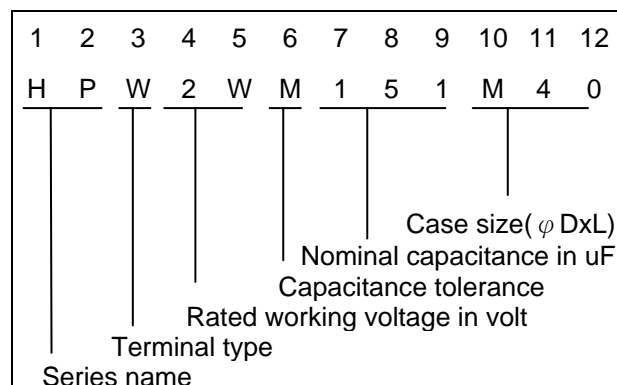 1 2 3 4 5 6 7 8 9 10 11 12
H P W 2 W M 1 5 1 M 4 0
Case size( φ DxL)
Nominal capacitance in uF
Capacitance tolerance
Rated working voltage in volt
Terminal type
Series name